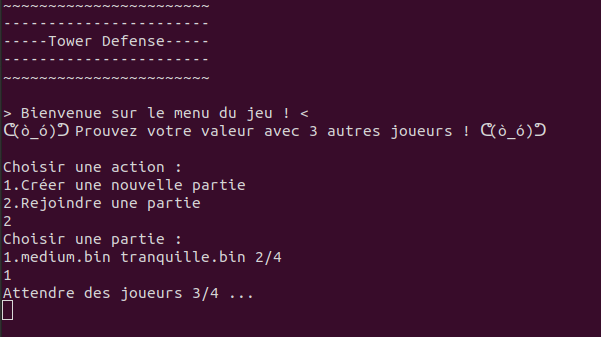 ~~~~~~~~~~~~~~~~~~~~~~~
-----------------------
-----Tower Defense-----
-----------------------
~~~~~~~~~~~~~~~~~~~~~~~
> Bienvenue sur le menu du jeu ! <
ᕦ(ò_ó)ᕤ Prouvez votre valeur avec 3 autres joueurs ! ᕦ(ò_ó)ᕤ
Choisir une action :
1.Créer une nouvelle partie
2.Rejoindre une partie
2
Choisir une partie :
1.medium.bin tranquille.bin 2/4
1
Attendre des joueurs 3/4 ...